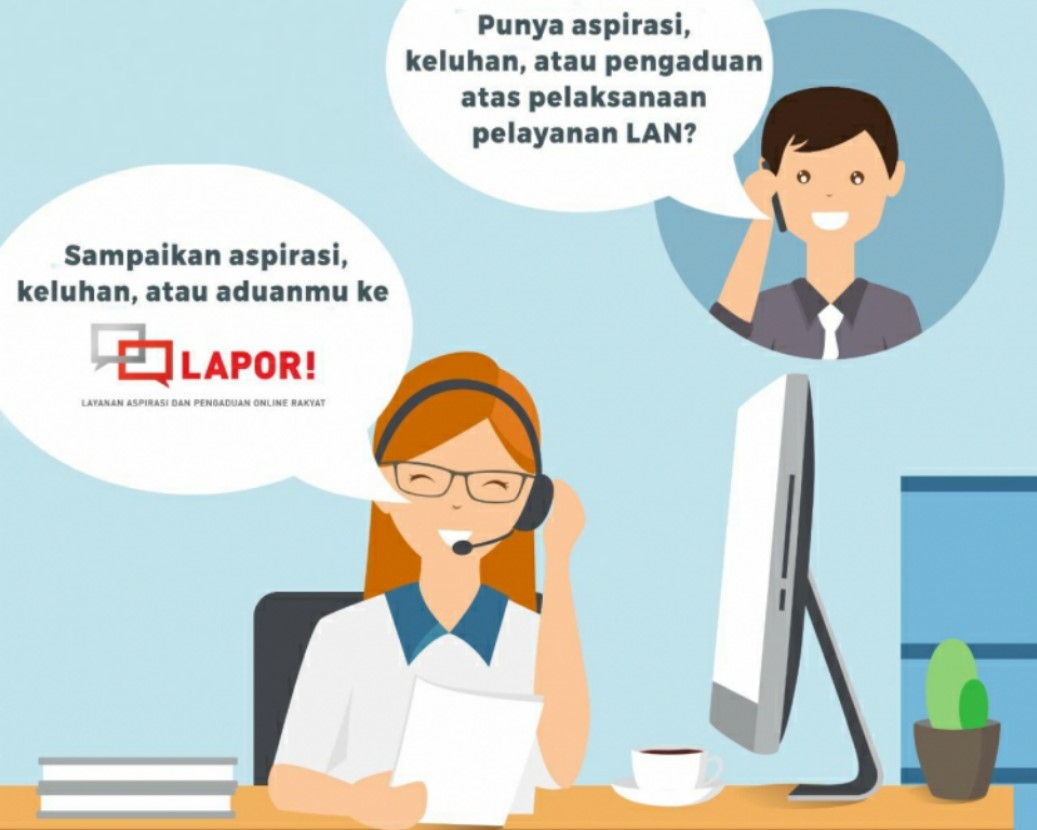 Punya aspirasi,
keluhan, atau pengaduan
atas pelaksanaan
pelayanan LAN?
Sampaikan aspirasi,
keluhan, atau aduanmu ke
LAPOR!
LAYANAN ASPIRASI DAN PENGADUAN ONLINE RAKYAT